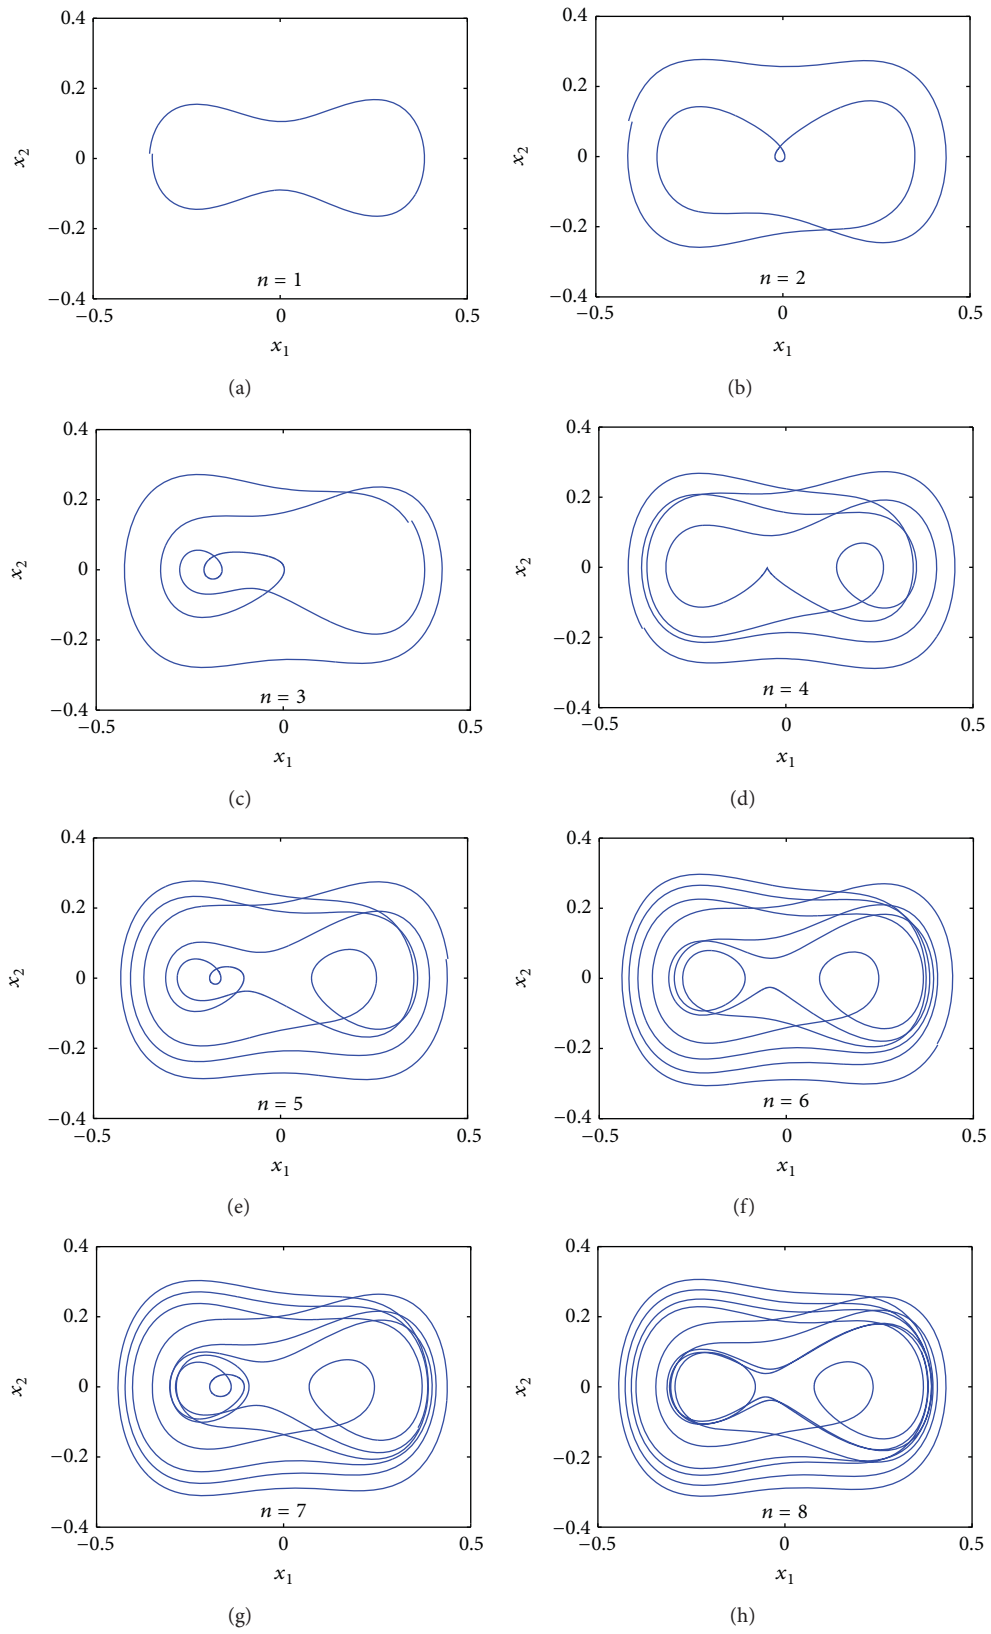 0.4
0.2
0
−0.2
−0.4
−0.5
0
0.5
x₂
x₁
n = 1
(a)
0.4
0.2
0
−0.2
−0.4
−0.5
0
0.5
x₂
x₁
n = 2
(b)
0.4
0.2
0
−0.2
−0.4
−0.5
0
0.5
x₂
x₁
n = 3
(c)
0.4
0.2
0
−0.2
−0.4
−0.5
0
0.5
x₂
x₁
n = 4
(d)
0.4
0.2
0
−0.2
−0.4
−0.5
0
0.5
x₂
x₁
n = 5
(e)
0.4
0.2
0
−0.2
−0.4
−0.5
0
0.5
x₂
x₁
n = 6
(f)
0.4
0.2
0
−0.2
−0.4
−0.5
0
0.5
x₂
x₁
n = 7
(g)
0.4
0.2
0
−0.2
−0.4
−0.5
0
0.5
x₂
x₁
n = 8
(h)